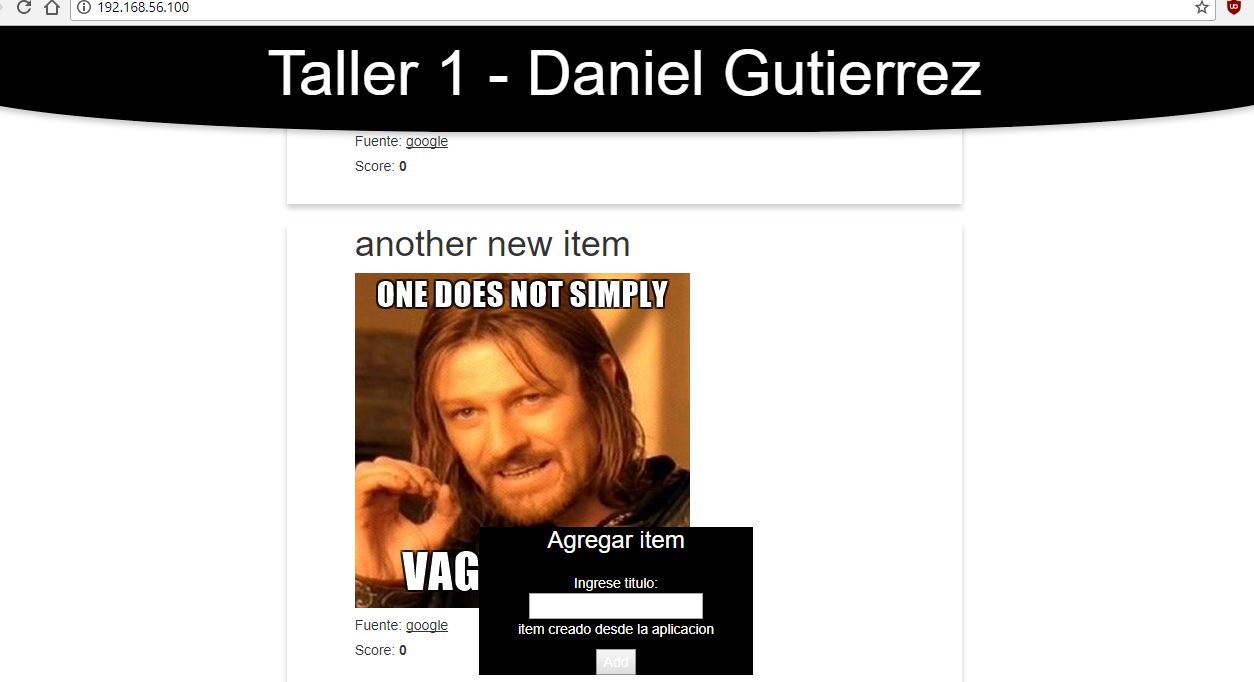 192.168.56.100
Taller 1 - Daniel Gutierrez
Fuente: google
Score: 0
another new item
ONE DOES NOT SIMPLY
VAG
Fuente: google
Score: 0
Agregar item
Ingrese titulo:
item creado desde la aplicacion
Add